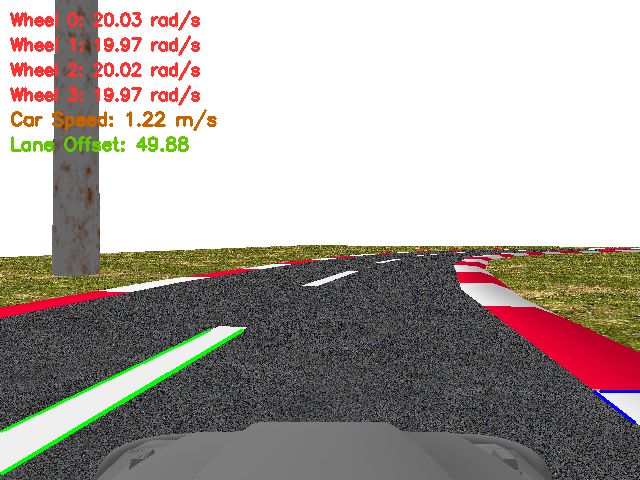 Wheel 0: 20.03 rad/s
Wheel 1: 19.97 rad/s
Wheel 2: 20.02 rad/s
Wheel 3: 19.97 rad/s
Car Speed: 1.22 m/s
Lane Offset: 49.88